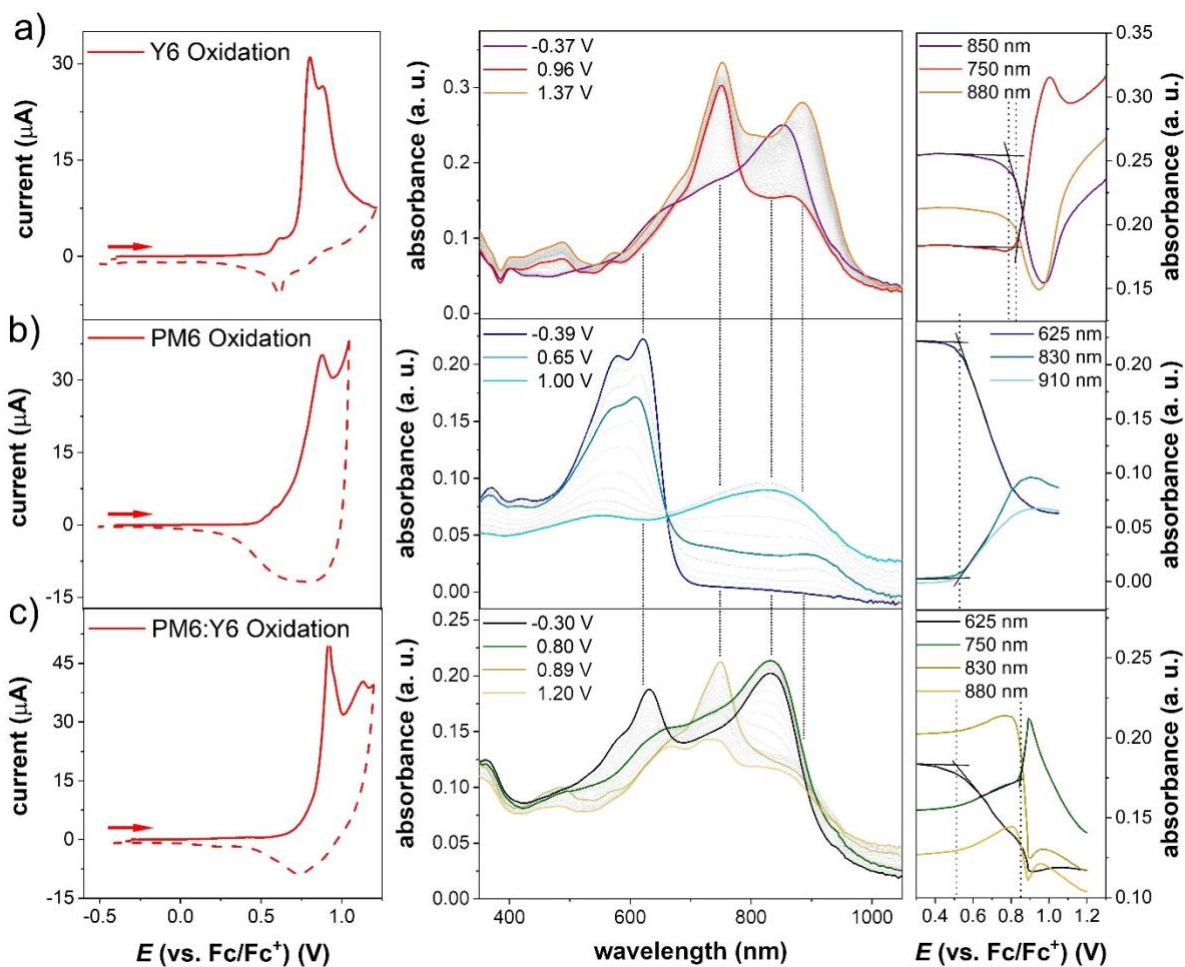 a)
Y6 Oxidation
30
15
0
current (μA)
-0.37 V
0.96 V
1.37 V
0.3
0.2
0.1
0.0
absorbance (a. u.)
850 nm
750 nm
880 nm
0.35
0.30
0.25
0.20
0.15
absorbance (a. u.)
b)
PM6 Oxidation
30
15
0
-15
current (μA)
-0.39 V
0.65 V
1.00 V
0.20
0.15
0.10
0.05
0.00
absorbance (a. u.)
625 nm
830 nm
910 nm
0.20
0.15
0.10
0.05
0.00
absorbance (a. u.)
c)
PM6:Y6 Oxidation
45
30
15
0
-15
current (μA)
-0.30 V
0.80 V
0.89 V
1.20 V
0.25
0.20
0.15
0.10
0.05
0.00
absorbance (a. u.)
625 nm
750 nm
830 nm
880 nm
0.25
0.20
0.15
0.10
absorbance (a. u.)
-0.5 0.0 0.5 1.0
E (vs. Fc/Fc⁺) (V)
400 600 800 1000
wavelength (nm)
0.4 0.6 0.8 1.0 1.2
E (vs. Fc/Fc⁺) (V)